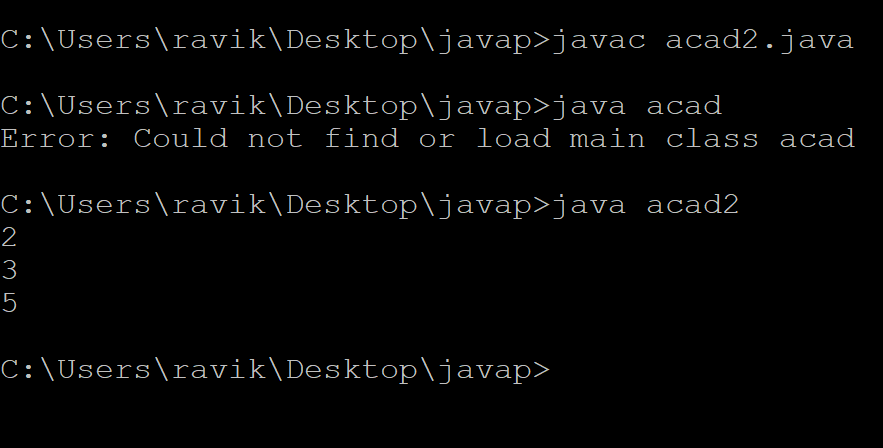 C:\Users\ravik\Desktop\javap>javac acad2.java
C:\Users\ravik\Desktop\javap>java acad
Error: Could not find or load main class acad
C:\Users\ravik\Desktop\javap>java acad2
2
3
5
C:\Users\ravik\Desktop\javap>